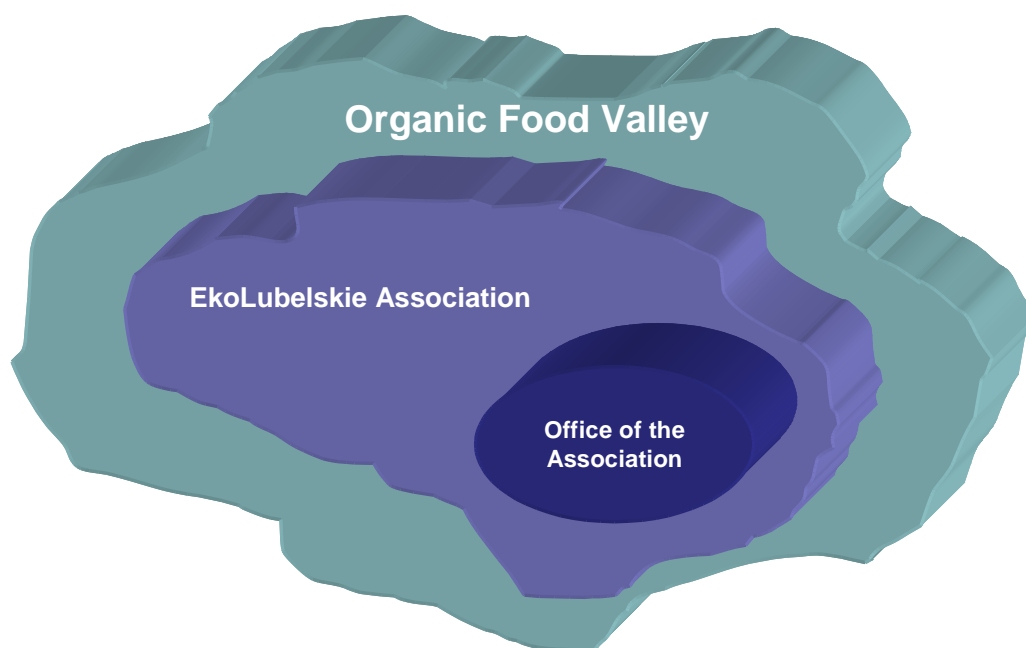 Organic Food Valley
EkoLubelskie Association
Office of the
Association